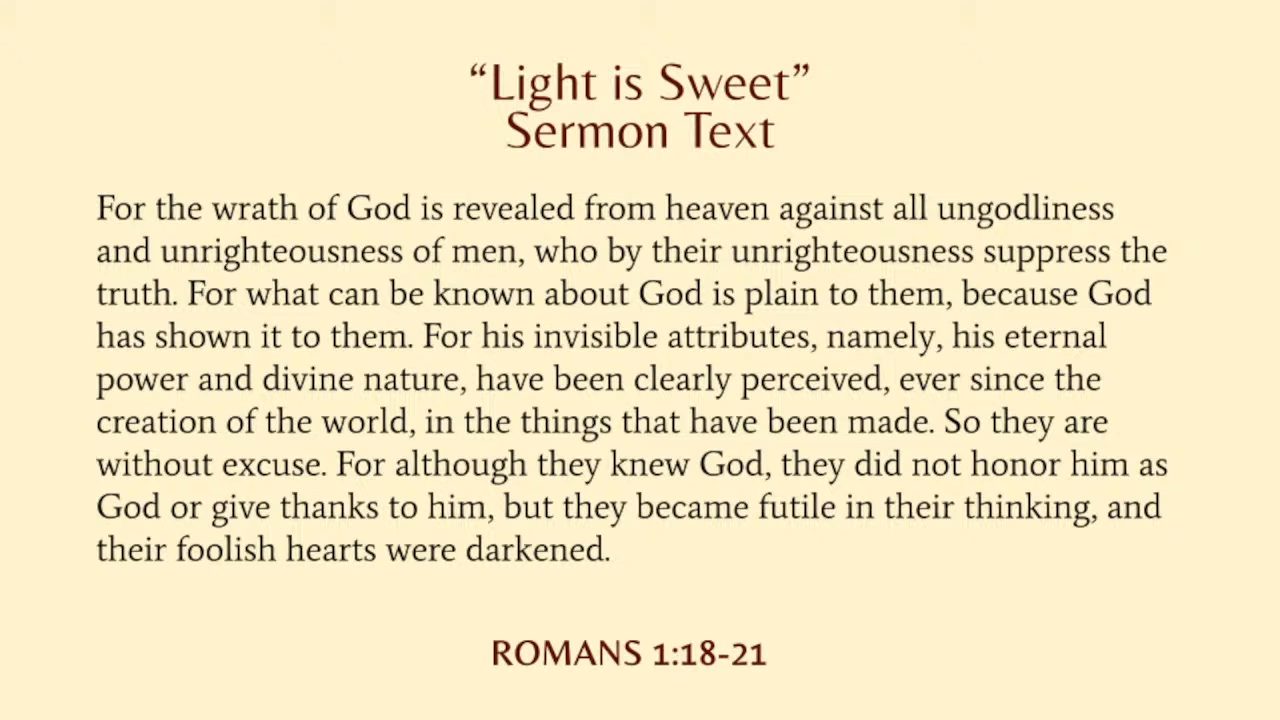 “Light is Sweet”
Sermon Text
For the wrath of God is revealed from heaven against all ungodliness
and unrighteousness of men, who by their unrighteousness suppress the
truth. For what can be known about God is plain to them, because God
has shown it to them. For his invisible attributes, namely, his eternal
power and divine nature, have been clearly perceived, ever since the
creation of the world, in the things that have been made. So they are
without excuse. For although they knew God, they did not honor him as
God or give thanks to him, but they became futile in their thinking, and
their foolish hearts were darkened.
ROMANS 1:18-21